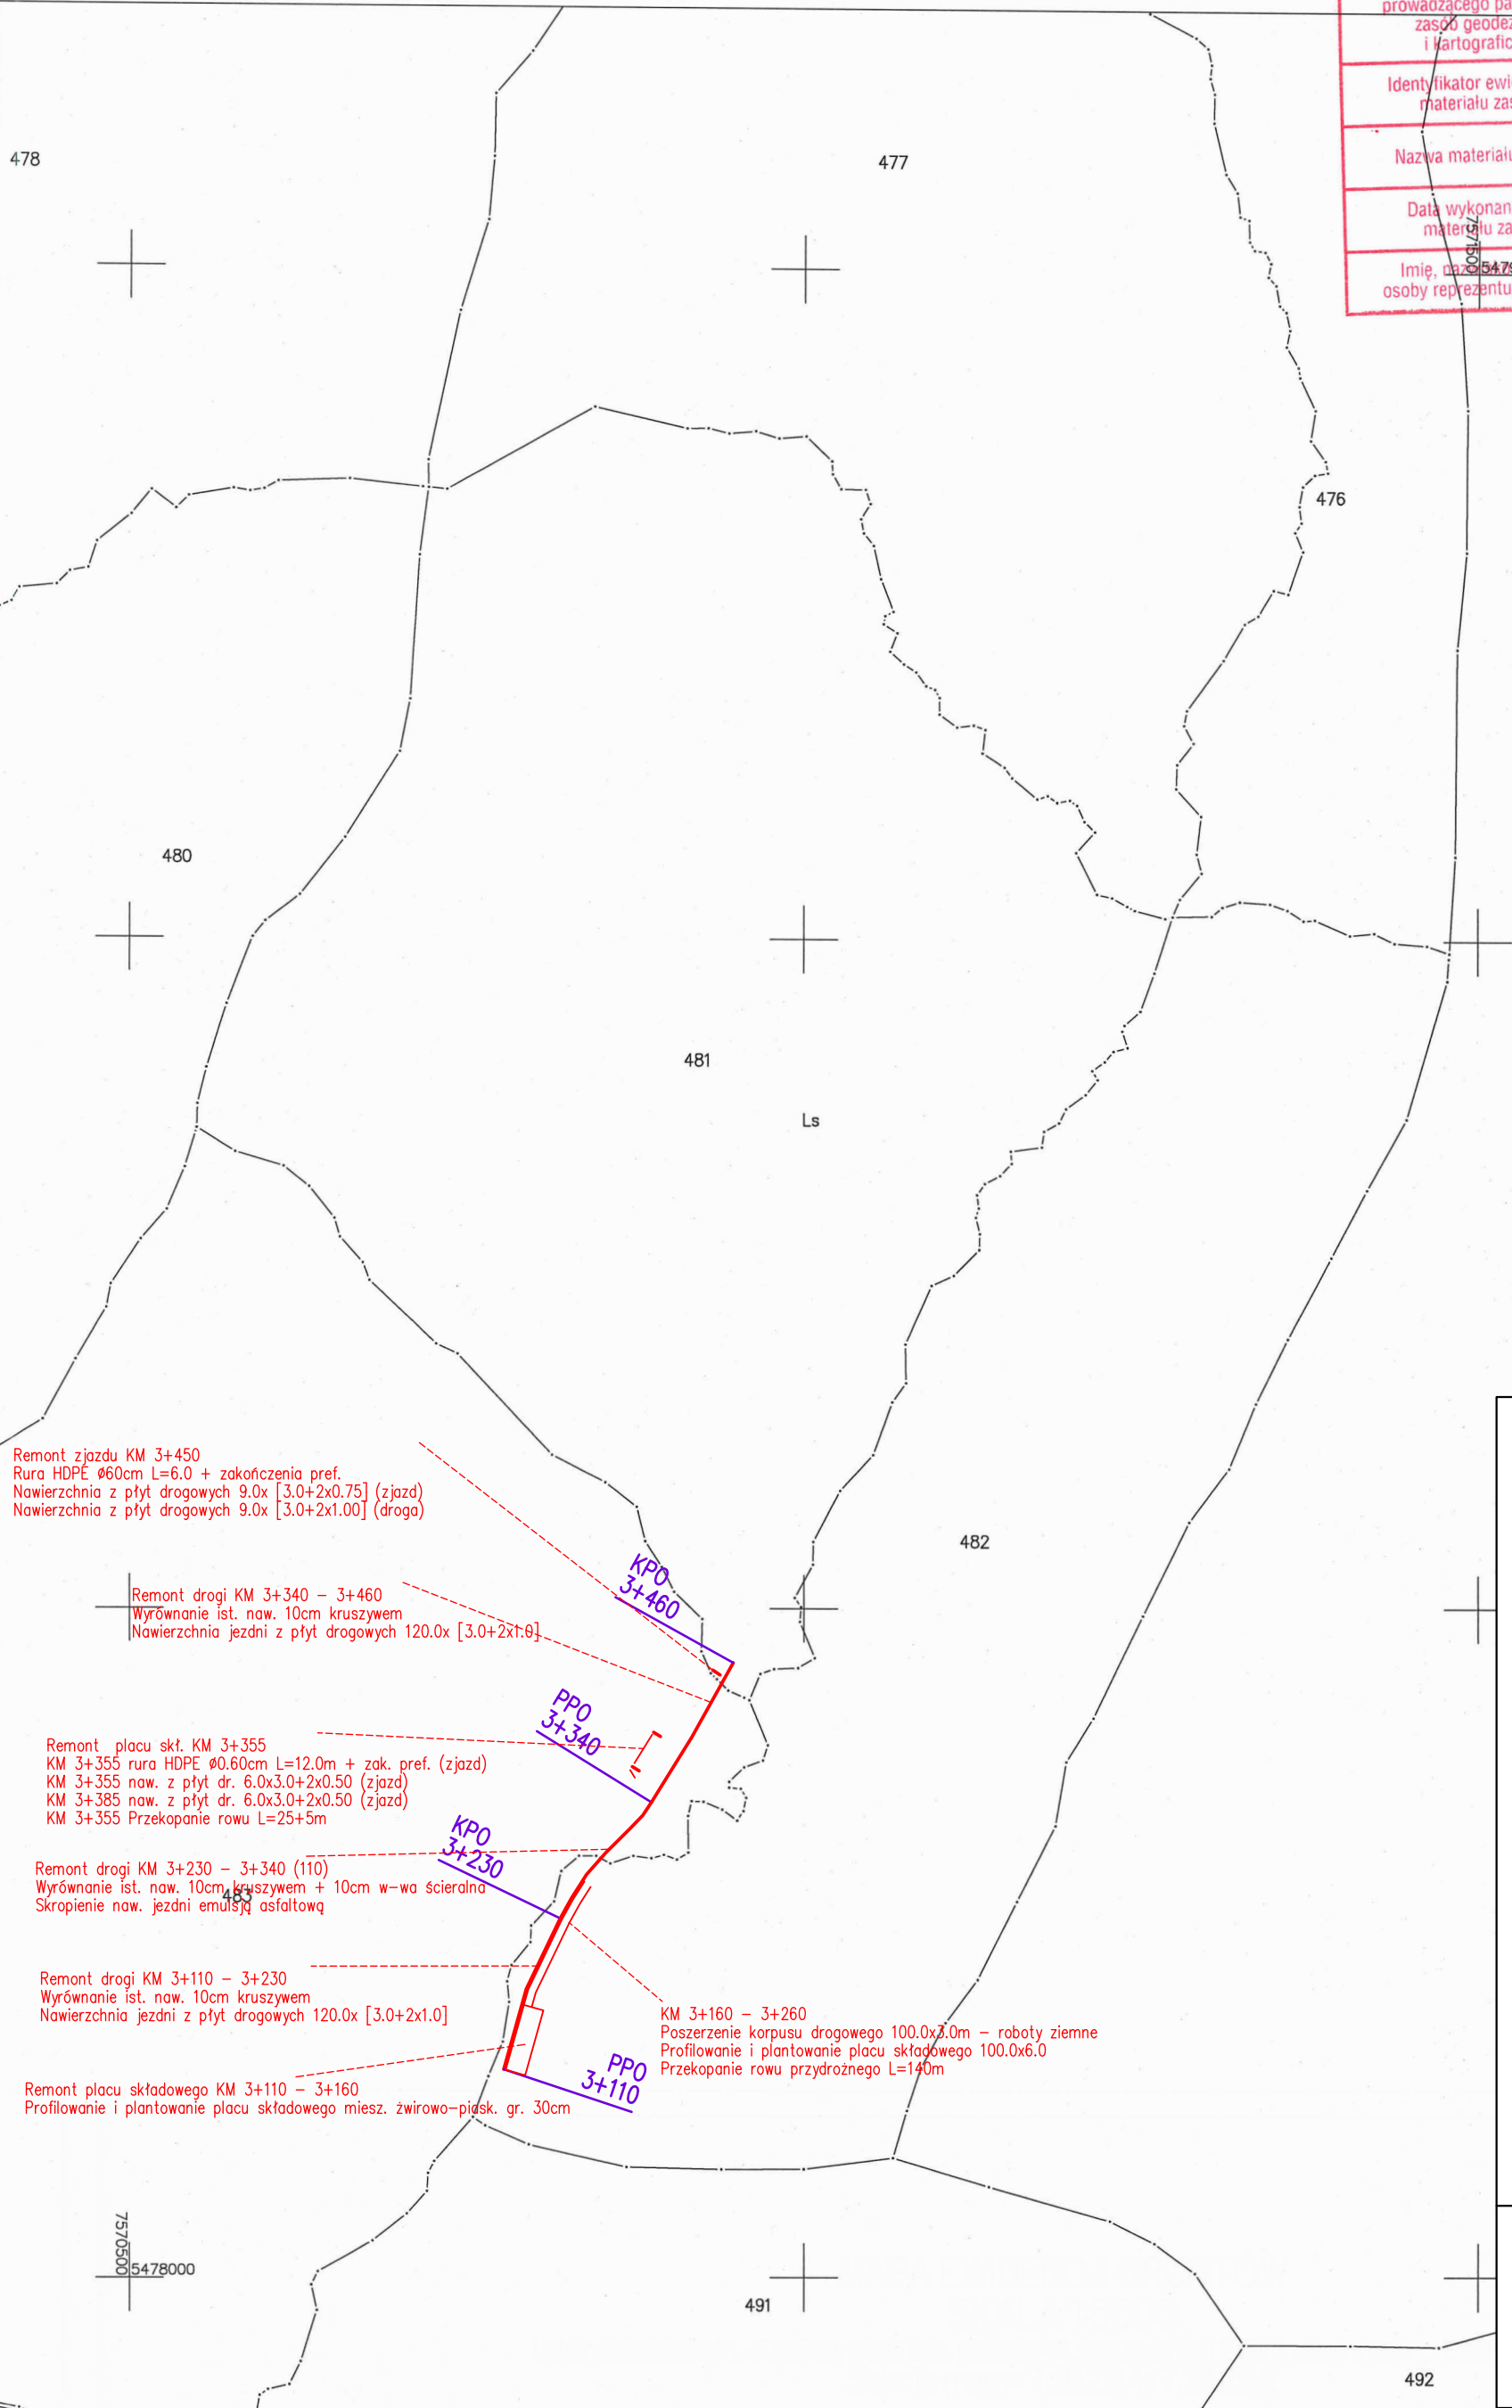 prowadzącego
zasób
i
Identyfikator
materiału
Nazwa
Data
materiału
Imię,
osoby
7571500
478
477
476
480
481
Ls
Remont zjazdu KM 3+450
Rura HDPE ø60cm L=6.0 + zakończenia pref.
Nawierzchnia z płyt drogowych 9.0x [3.0+2x0.75] (zjazd)
Nawierzchnia z płyt drogowych 9.0x [3.0+2x1.00] (droga)
482
KPO
3+460
Remont drogi KM 3+340 – 3+460
Wyrównanie ist. naw. 10cm kruszywem
Nawierzchnia jezdni z płyt drogowych 120.0x [3.0+2x1.0]
PPO
3+340
Remont placu skł. KM 3+355
KM 3+355 rura HDPE ø0.60cm L=12.0m + zak. pref. (zjazd)
KM 3+355 naw. z płyt dr. 6.0x3.0+2x0.50 (zjazd)
KM 3+385 naw. z płyt dr. 6.0x3.0+2x0.50 (zjazd)
KM 3+355 Przekopanie rowu L=25+5m
KPO
3+230
Remont drogi KM 3+230 – 3+340 (110)
Wyrównanie ist. naw. 10cm kruszywem + 10cm w-wa ścieralna
483
Skropienie naw. jezdni emulsją asfaltową
Remont drogi KM 3+110 – 3+230
Wyrównanie ist. naw. 10cm kruszywem
Nawierzchnia jezdni z płyt drogowych 120.0x [3.0+2x1.0]
KM 3+160 – 3+260
Poszerzenie korpusu drogowego 100.0x3.0m – roboty ziemne
Profilowanie i plantowanie placu składowego 100.0x6.0
Przekopanie rowu przydrożnego L=140m
PPO
3+110
Remont placu składowego KM 3+110 – 3+160
Profilowanie i plantowanie placu składowego miesz. żwirowo-piask. gr. 30cm
7570500
5478000
491
492